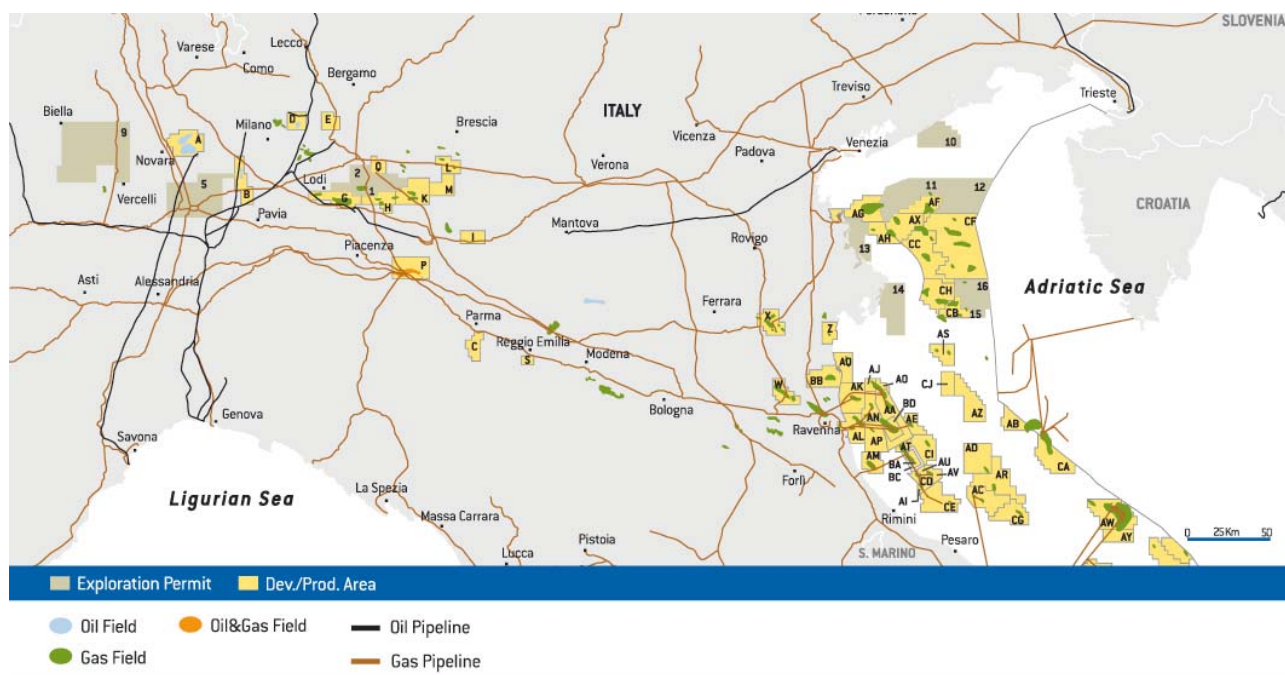 SLOVENIA
Lecco
Varese
Como
Bergamo
Treviso
Trieste
ITALY
Biella
9
A
Milano
D
E
Brescia
Vicenza
Venezia
10
Novara
Padova
Verona
Vercelli
5
B
Lodi
2
Q
L
1
M
G
H
K
11
12
AF
CROATIA
Pavia
Mantova
Rovigo
AG
AX
CF
AH
CC
I
Piacenza
13
P
Asti
Alessandria
14
CH
16
Adriatic Sea
CB
15
Ferrara
Parma
X
Z
AS
C
Reggio Emilia
S
Modena
AQ
AJ
AO
CJ
BB
W
AK
BD
AZ
Bologna
AA
AN
AE
AB
Genova
Ravenna
AL
AP
AT
CI
Savona
AM
BA
AU
AD
CA
BC
AV
AR
Forlì
CD
Ligurian Sea
La Spezia
AI
AC
CE
CG
Rimini
AW
Massa Carrara
AY
0
25Km
50
Pistoia
Pesaro
Lucca
S. MARINO
Exploration Permit
Dev./Prod. Area
Oil Field
Oil&Gas Field
Oil Pipeline
Gas Field
Gas Pipeline